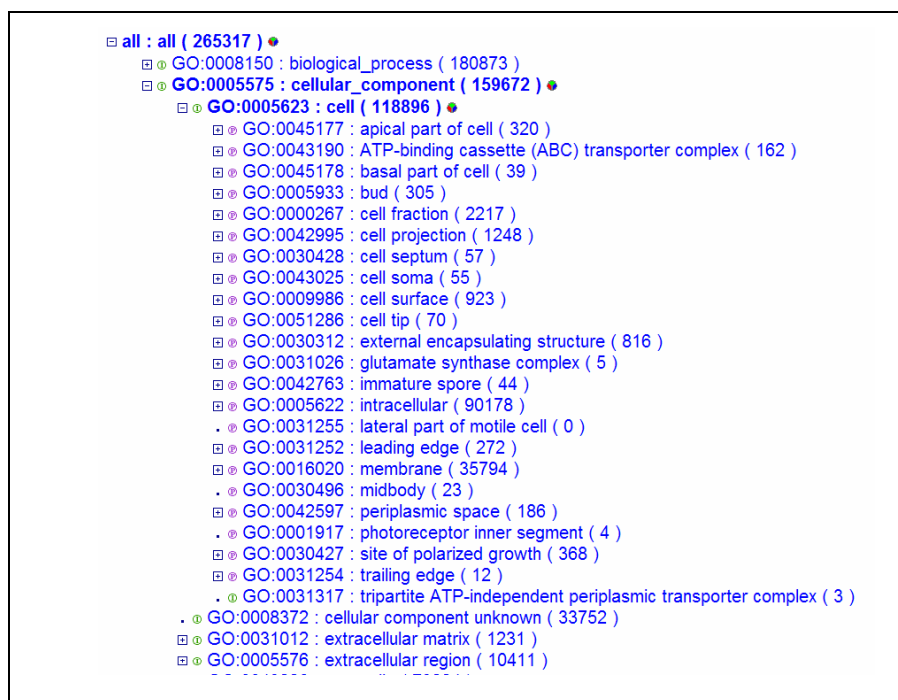 all : all ( 265317 )
GO:0008150 : biological_process ( 180873 )
GO:0005575 : cellular_component ( 159672 )
GO:0005623 : cell ( 118896 )
GO:0045177 : apical part of cell ( 320 )
GO:0043190 : ATP-binding cassette (ABC) transporter complex ( 162 )
GO:0045178 : basal part of cell ( 39 )
GO:0005933 : bud ( 305 )
GO:0000267 : cell fraction ( 2217 )
GO:0042995 : cell projection ( 1248 )
GO:0030428 : cell septum ( 57 )
GO:0043025 : cell soma ( 55 )
GO:0009986 : cell surface ( 923 )
GO:0051286 : cell tip ( 70 )
GO:0030312 : external encapsulating structure ( 816 )
GO:0031026 : glutamate synthase complex ( 5 )
GO:0042763 : immature spore ( 44 )
GO:0005622 : intracellular ( 90178 )
GO:0031255 : lateral part of motile cell ( 0 )
GO:0031252 : leading edge ( 272 )
GO:0016020 : membrane ( 35794 )
GO:0030496 : midbody ( 23 )
GO:0042597 : periplasmic space ( 186 )
GO:0001917 : photoreceptor inner segment ( 4 )
GO:0030427 : site of polarized growth ( 368 )
GO:0031254 : trailing edge ( 12 )
GO:0031317 : tripartite ATP-independent periplasmic transporter complex ( 3 )
GO:0008372 : cellular component unknown ( 33752 )
GO:0031012 : extracellular matrix ( 1231 )
GO:0005576 : extracellular region ( 10411 )